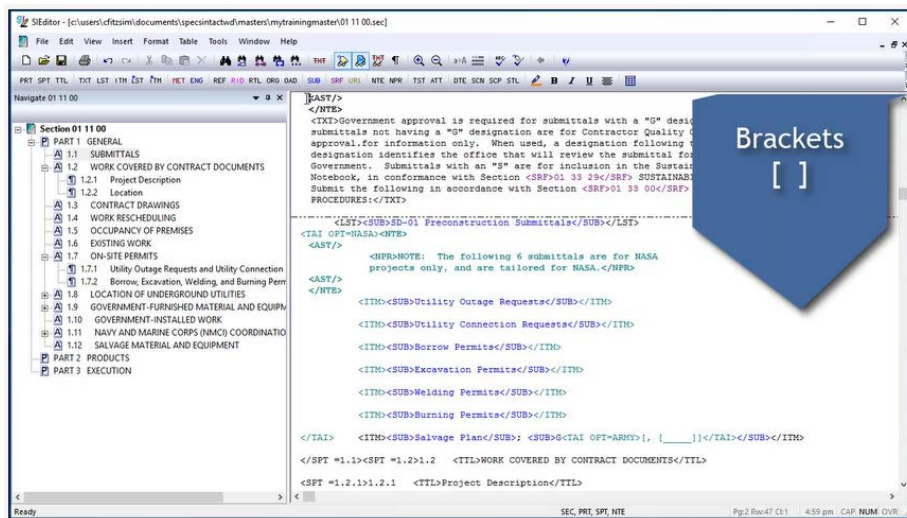 SIEditor - [c:\users\cfitzsim\documents\specsintactwd\masters\mytrainingmaster\01 11 00.sec]
File Edit View Insert Format Table Tools Window Help
PRT SPT TTL TXT LST ITM MET ENG REF RID RTL ORG OAD SUB SRF URL NTE NPR TST ATT DTE SCN SCP STL B I U
Navigate 01 11 00
Section 01 11 00
PART 1 GENERAL
1.1 SUBMITTALS
1.2 WORK COVERED BY CONTRACT DOCUMENTS
1.2.1 Project Description
1.2.2 Location
1.3 CONTRACT DRAWINGS
1.4 WORK RESCHEDULING
1.5 OCCUPANCY OF PREMISES
1.6 EXISTING WORK
1.7 ON-SITE PERMITS
1.7.1 Utility Outage Requests and Utility Connection
1.7.2 Borrow, Excavation, Welding, and Burning Perm
1.8 LOCATION OF UNDERGROUND UTILITIES
1.9 GOVERNMENT-FURNISHED MATERIAL AND EQUIPM
1.10 GOVERNMENT-INSTALLED WORK
1.11 NAVY AND MARINE CORPS (NMCI) COORDINATIO
1.12 SALVAGE MATERIAL AND EQUIPMENT
PART 2 PRODUCTS
PART 3 EXECUTION
<AST/>
</NTE>
<TXT>Government approval is required for submittals with a "G" desig
submittals not having a "G" designation are for Contractor Quality C
approval.for information only. When used, a designation following t
designation identifies the office that will review the submittal for
Government. Submittals with an "S" are for inclusion in the Sustain
Notebook, in conformance with Section <SRF>01 33 29</SRF> SUSTAINAB
Submit the following in accordance with Section <SRF>01 33 00</SRF>
PROCEDURES:</TXT>
<LST><SUB>SD-01 Preconstruction Submittals</SUB></LST>
<TAI OPT=NASA><NTE>
<AST/>
<NPR>NOTE: The following 6 submittals are for NASA
projects only, and are tailored for NASA.</NPR>
<AST/>
</NTE>
<ITM><SUB>Utility Outage Requests</SUB></ITM>
<ITM><SUB>Utility Connection Requests</SUB></ITM>
<ITM><SUB>Borrow Permits</SUB></ITM>
<ITM><SUB>Excavation Permits</SUB></ITM>
<ITM><SUB>Welding Permits</SUB></ITM>
<ITM><SUB>Burning Permits</SUB></ITM>
</TAI> <ITM><SUB>Salvage Plan</SUB>; <SUB>G<TAI OPT=ARMY>[, [_____]]</TAI></SUB></ITM>
</SPT =1.1><SPT =1.2>1.2 <TTL>WORK COVERED BY CONTRACT DOCUMENTS</TTL>
<SPT =1.2.1>1.2.1 <TTL>Project Description</TTL>
Brackets
[ ]
Ready
SEC, PRT, SPT, NTE
Pg:2 Rw:47 Cl:1 4:59 pm CAP NUM OVR